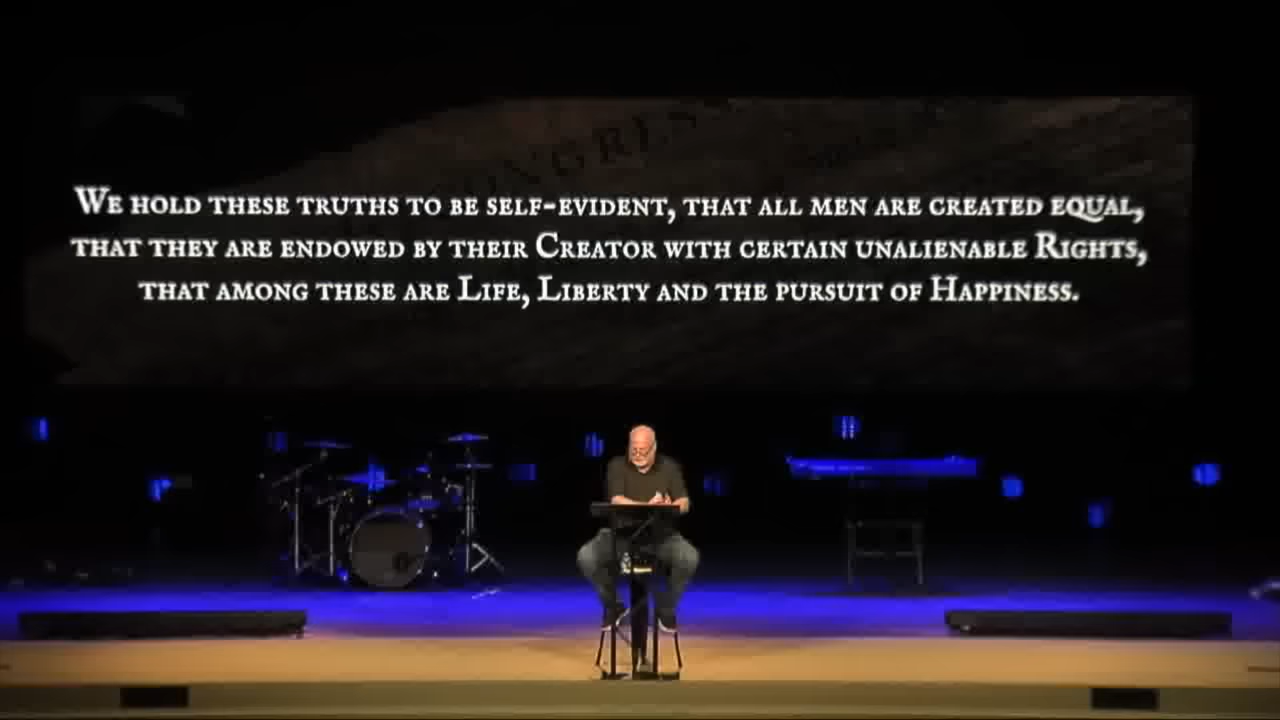 CONGRESS
We hold these truths to be self-evident, that all men are created equal,
that they are endowed by their Creator with certain unalienable Rights,
that among these are Life, Liberty and the pursuit of Happiness.